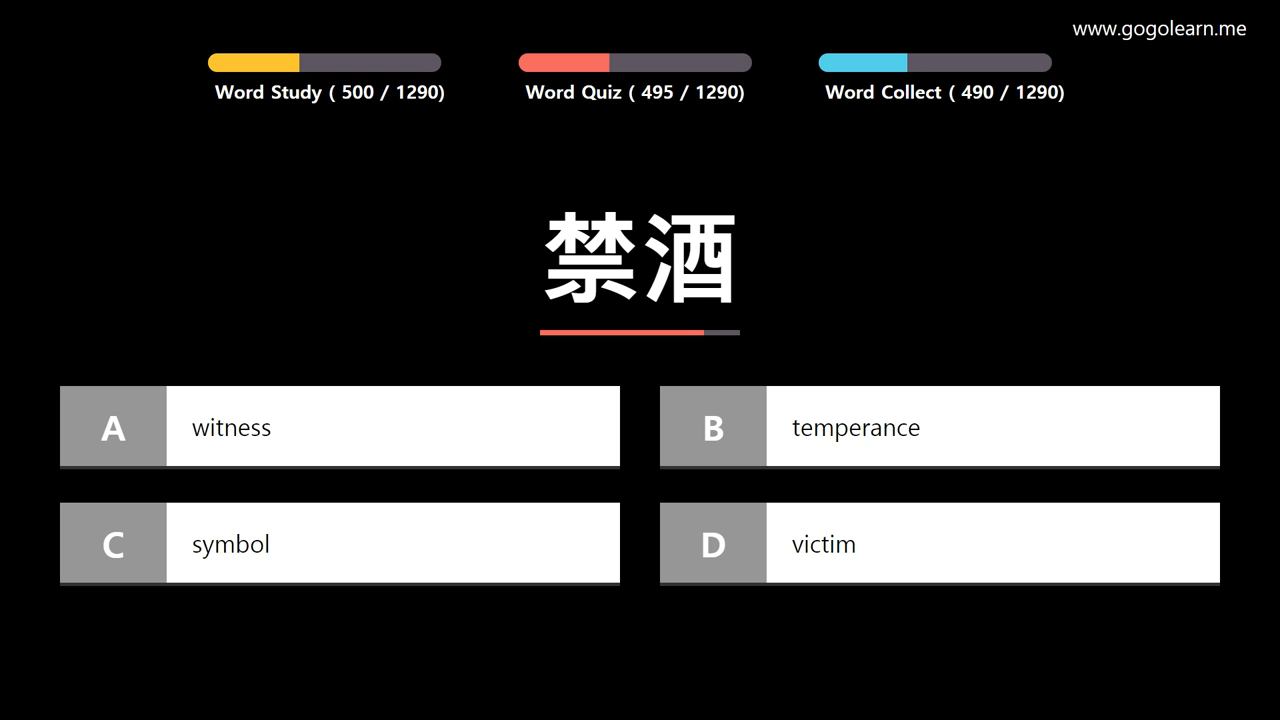 www.gogolearn.me
Word Study ( 500 / 1290)
Word Quiz ( 495 / 1290)
Word Collect ( 490 / 1290)
禁酒
A witness
B temperance
C symbol
D victim